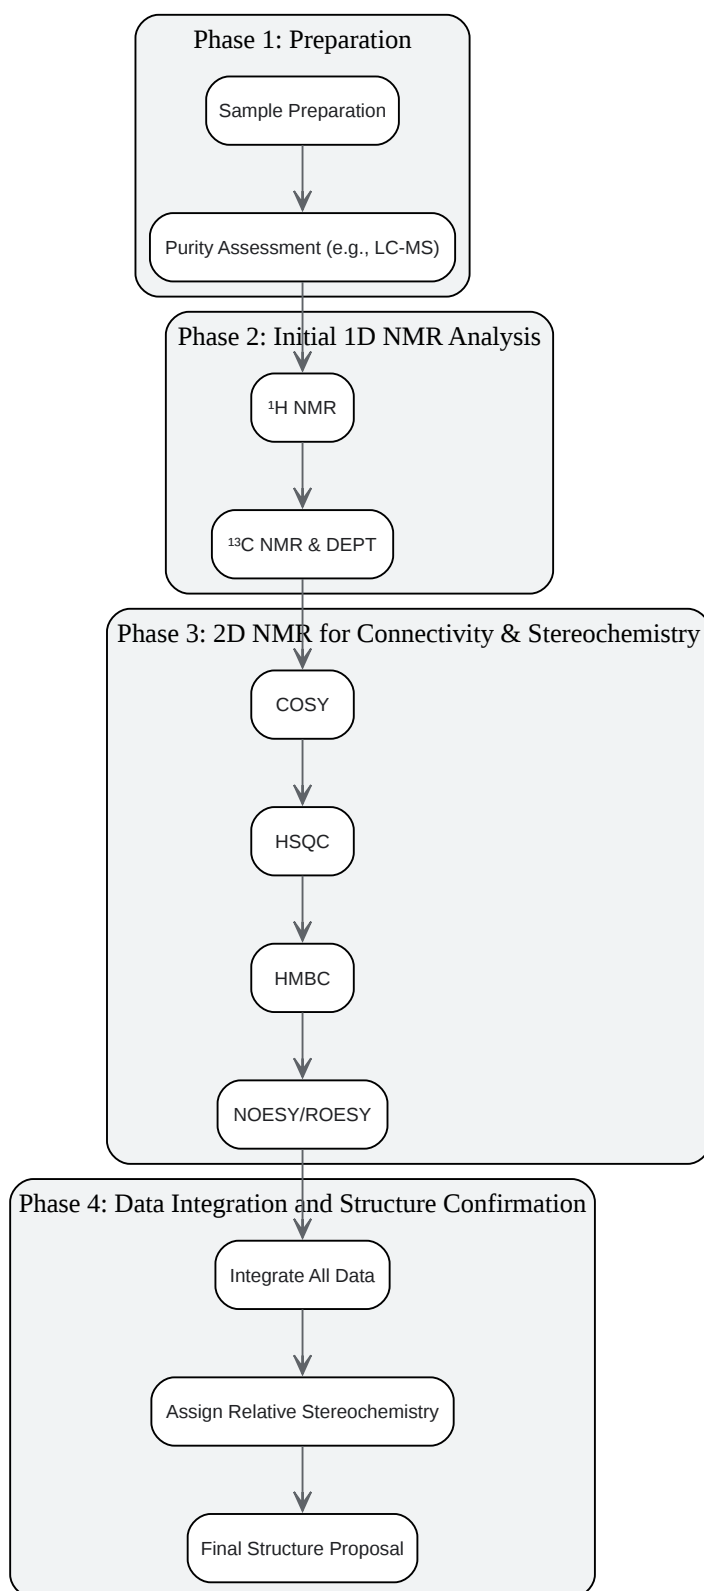 Phase 1: Preparation
Sample Preparation
Purity Assessment (e.g., LC-MS)
Phase 2: Initial 1D NMR Analysis
¹H NMR
¹³C NMR & DEPT
Phase 3: 2D NMR for Connectivity & Stereochemistry
COSY
HSQC
HMBC
NOESY/ROESY
Phase 4: Data Integration and Structure Confirmation
Integrate All Data
Assign Relative Stereochemistry
Final Structure Proposal